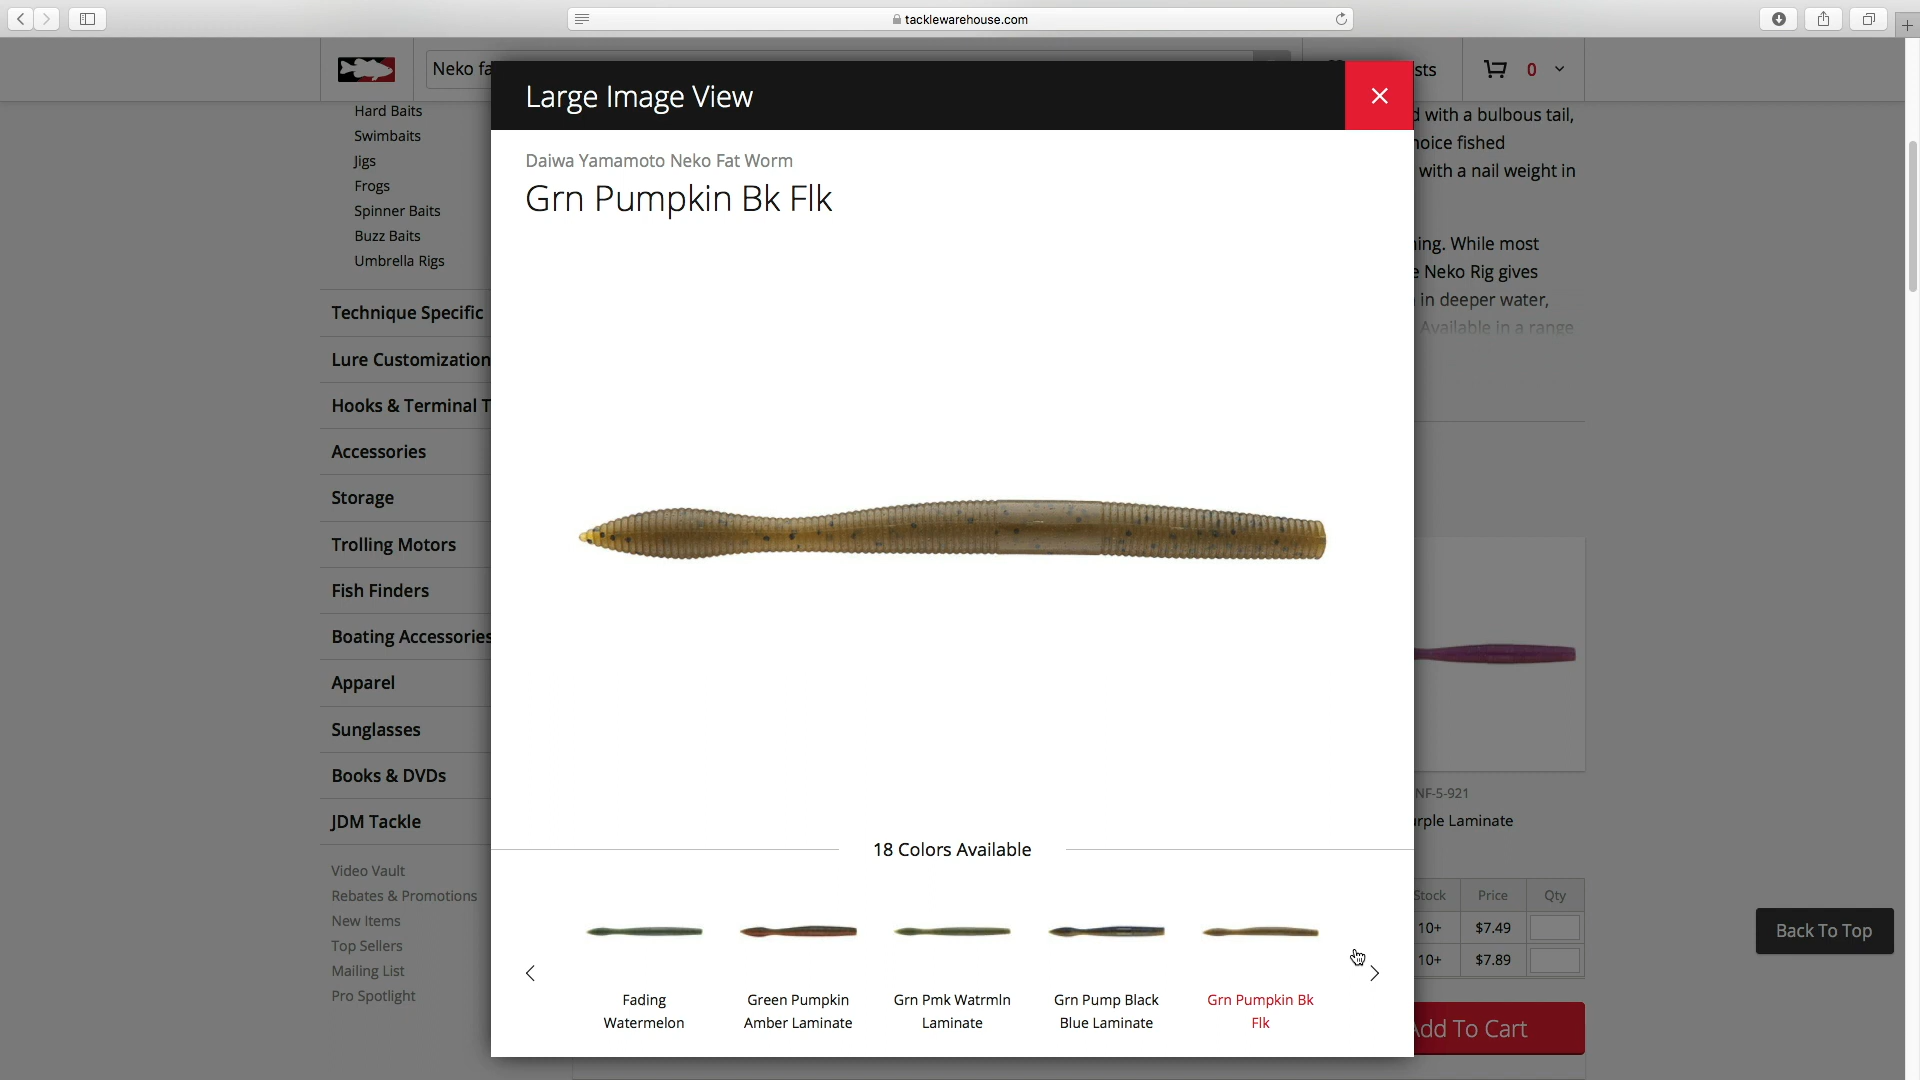 tacklewarehouse.com
Neko fa
sts
0
Large Image View
Daiwa Yamamoto Neko Fat Worm
Grn Pumpkin Bk Flk
Hard Baits
Swimbaits
Jigs
Frogs
Spinner Baits
Buzz Baits
Umbrella Rigs
Technique Specific
Lure Customization
Hooks & Terminal T
Accessories
Storage
Trolling Motors
Fish Finders
Boating Accessories
Apparel
Sunglasses
Books & DVDs
JDM Tackle
Video Vault
Rebates & Promotions
New Items
Top Sellers
Mailing List
Pro Spotlight
d with a bulbous tail,
hoice fished
with a nail weight in
ing. While most
e Neko Rig gives
in deeper water,
Available in a range
18 Colors Available
Fading
Watermelon
Green Pumpkin
Amber Laminate
Grn Pmk Watrmln
Laminate
Grn Pump Black
Blue Laminate
Grn Pumpkin Bk
Flk
NF-5-921
rple Laminate
Stock Price Qty
10+ $7.49
10+ $7.89
Add To Cart
Back To Top